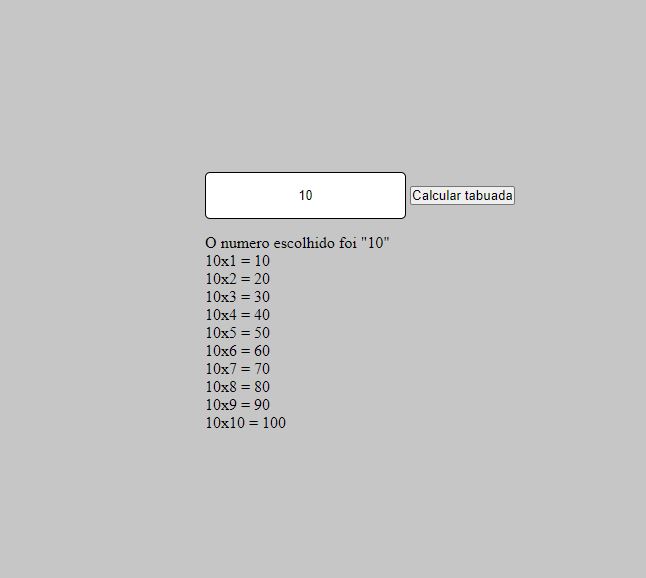 10 Calcular tabuada
O numero escolhido foi "10"
10x1 = 10
10x2 = 20
10x3 = 30
10x4 = 40
10x5 = 50
10x6 = 60
10x7 = 70
10x8 = 80
10x9 = 90
10x10 = 100